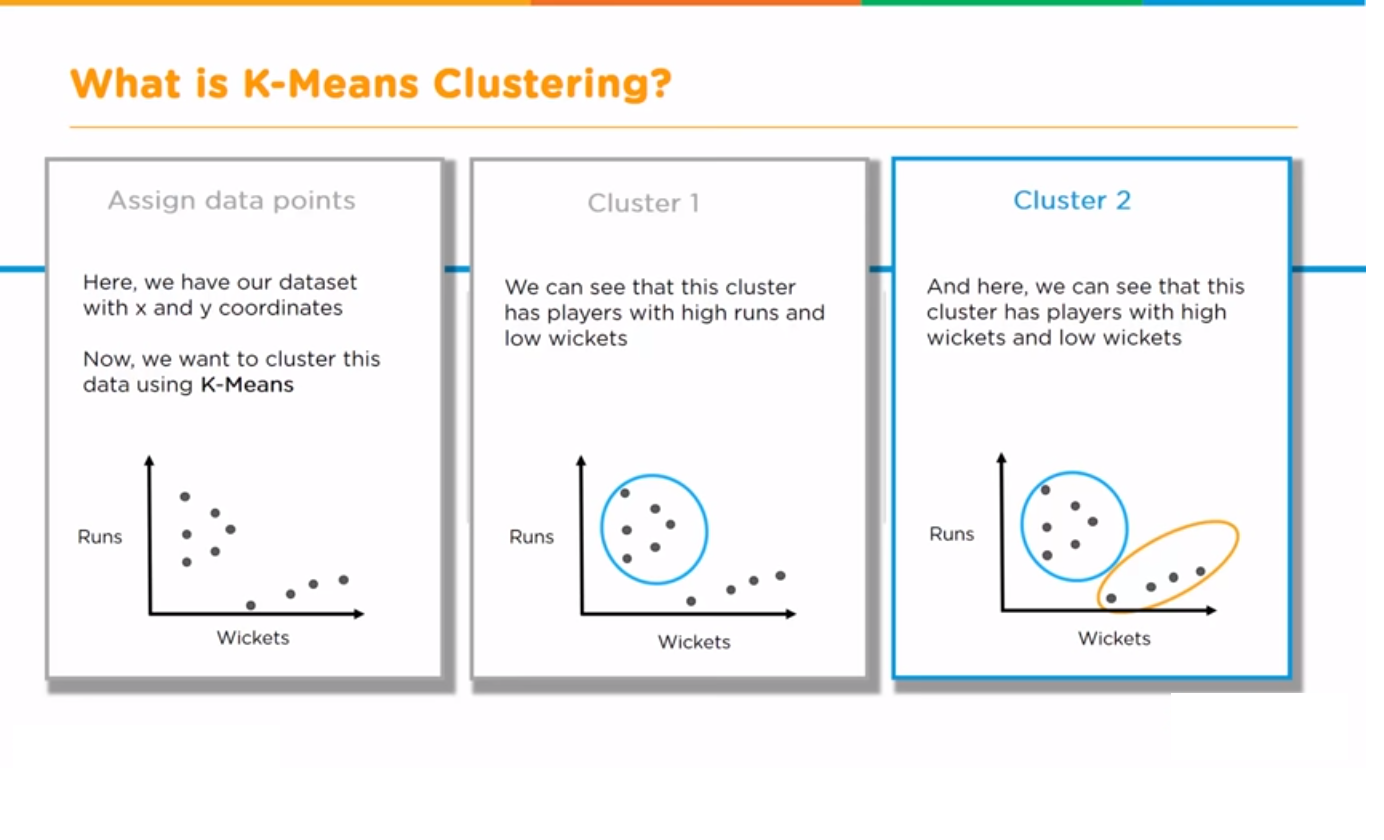 What is K-Means Clustering?
Assign data points
Here, we have our dataset
with x and y coordinates
Now, we want to cluster this
data using K-Means
Runs
Wickets
Cluster 1
We can see that this cluster
has players with high runs and
low wickets
Runs
Wickets
Cluster 2
And here, we can see that this
cluster has players with high
wickets and low wickets
Runs
Wickets